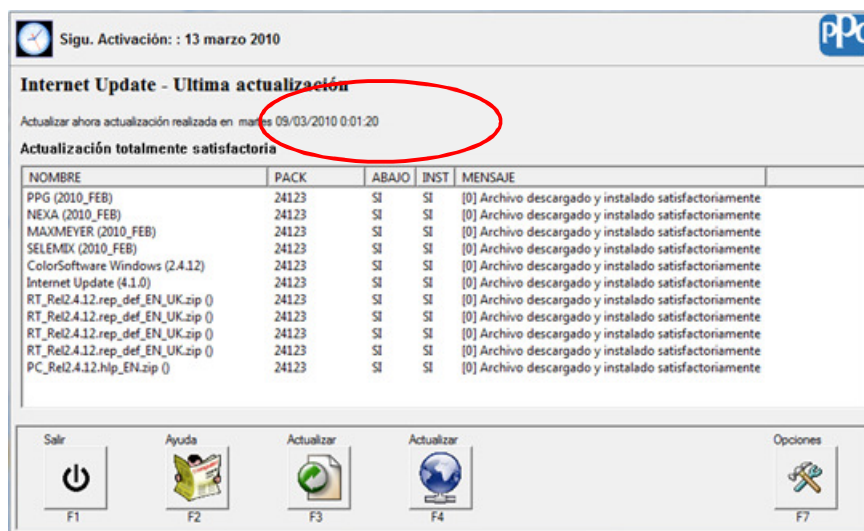 Sigu. Activación: : 13 marzo 2010
PPG
Internet Update - Ultima actualización
Actualizar ahora actualización realizada en martes 09/03/2010 0:01:20
Actualización totalmente satisfactoria
NOMBRE PACK ABAJO INST MENSAJE
PPG (2010_FEB) 24123 SI SI [0] Archivo descargado y instalado satisfactoriamente
NEXA (2010_FEB) 24123 SI SI [0] Archivo descargado y instalado satisfactoriamente
MAXMEYER (2010_FEB) 24123 SI SI [0] Archivo descargado y instalado satisfactoriamente
SELEMIX (2010_FEB) 24123 SI SI [0] Archivo descargado y instalado satisfactoriamente
ColorSoftware Windows (2.4.12) 24123 SI SI [0] Archivo descargado y instalado satisfactoriamente
Internet Update (4.1.0) 24123 SI SI [0] Archivo descargado y instalado satisfactoriamente
RT_Rel2.4.12.rep_def_EN_UK.zip () 24123 SI SI [0] Archivo descargado y instalado satisfactoriamente
RT_Rel2.4.12.rep_def_EN_UK.zip () 24123 SI SI [0] Archivo descargado y instalado satisfactoriamente
RT_Rel2.4.12.rep_def_EN_UK.zip () 24123 SI SI [0] Archivo descargado y instalado satisfactoriamente
RT_Rel2.4.12.rep_def_EN_UK.zip () 24123 SI SI [0] Archivo descargado y instalado satisfactoriamente
PC_Rel2.4.12.hlp_EN.zip () 24123 SI SI [0] Archivo descargado y instalado satisfactoriamente
Salir Ayuda Actualizar Actualizar Opciones
F1 F2 F3 F4 F7